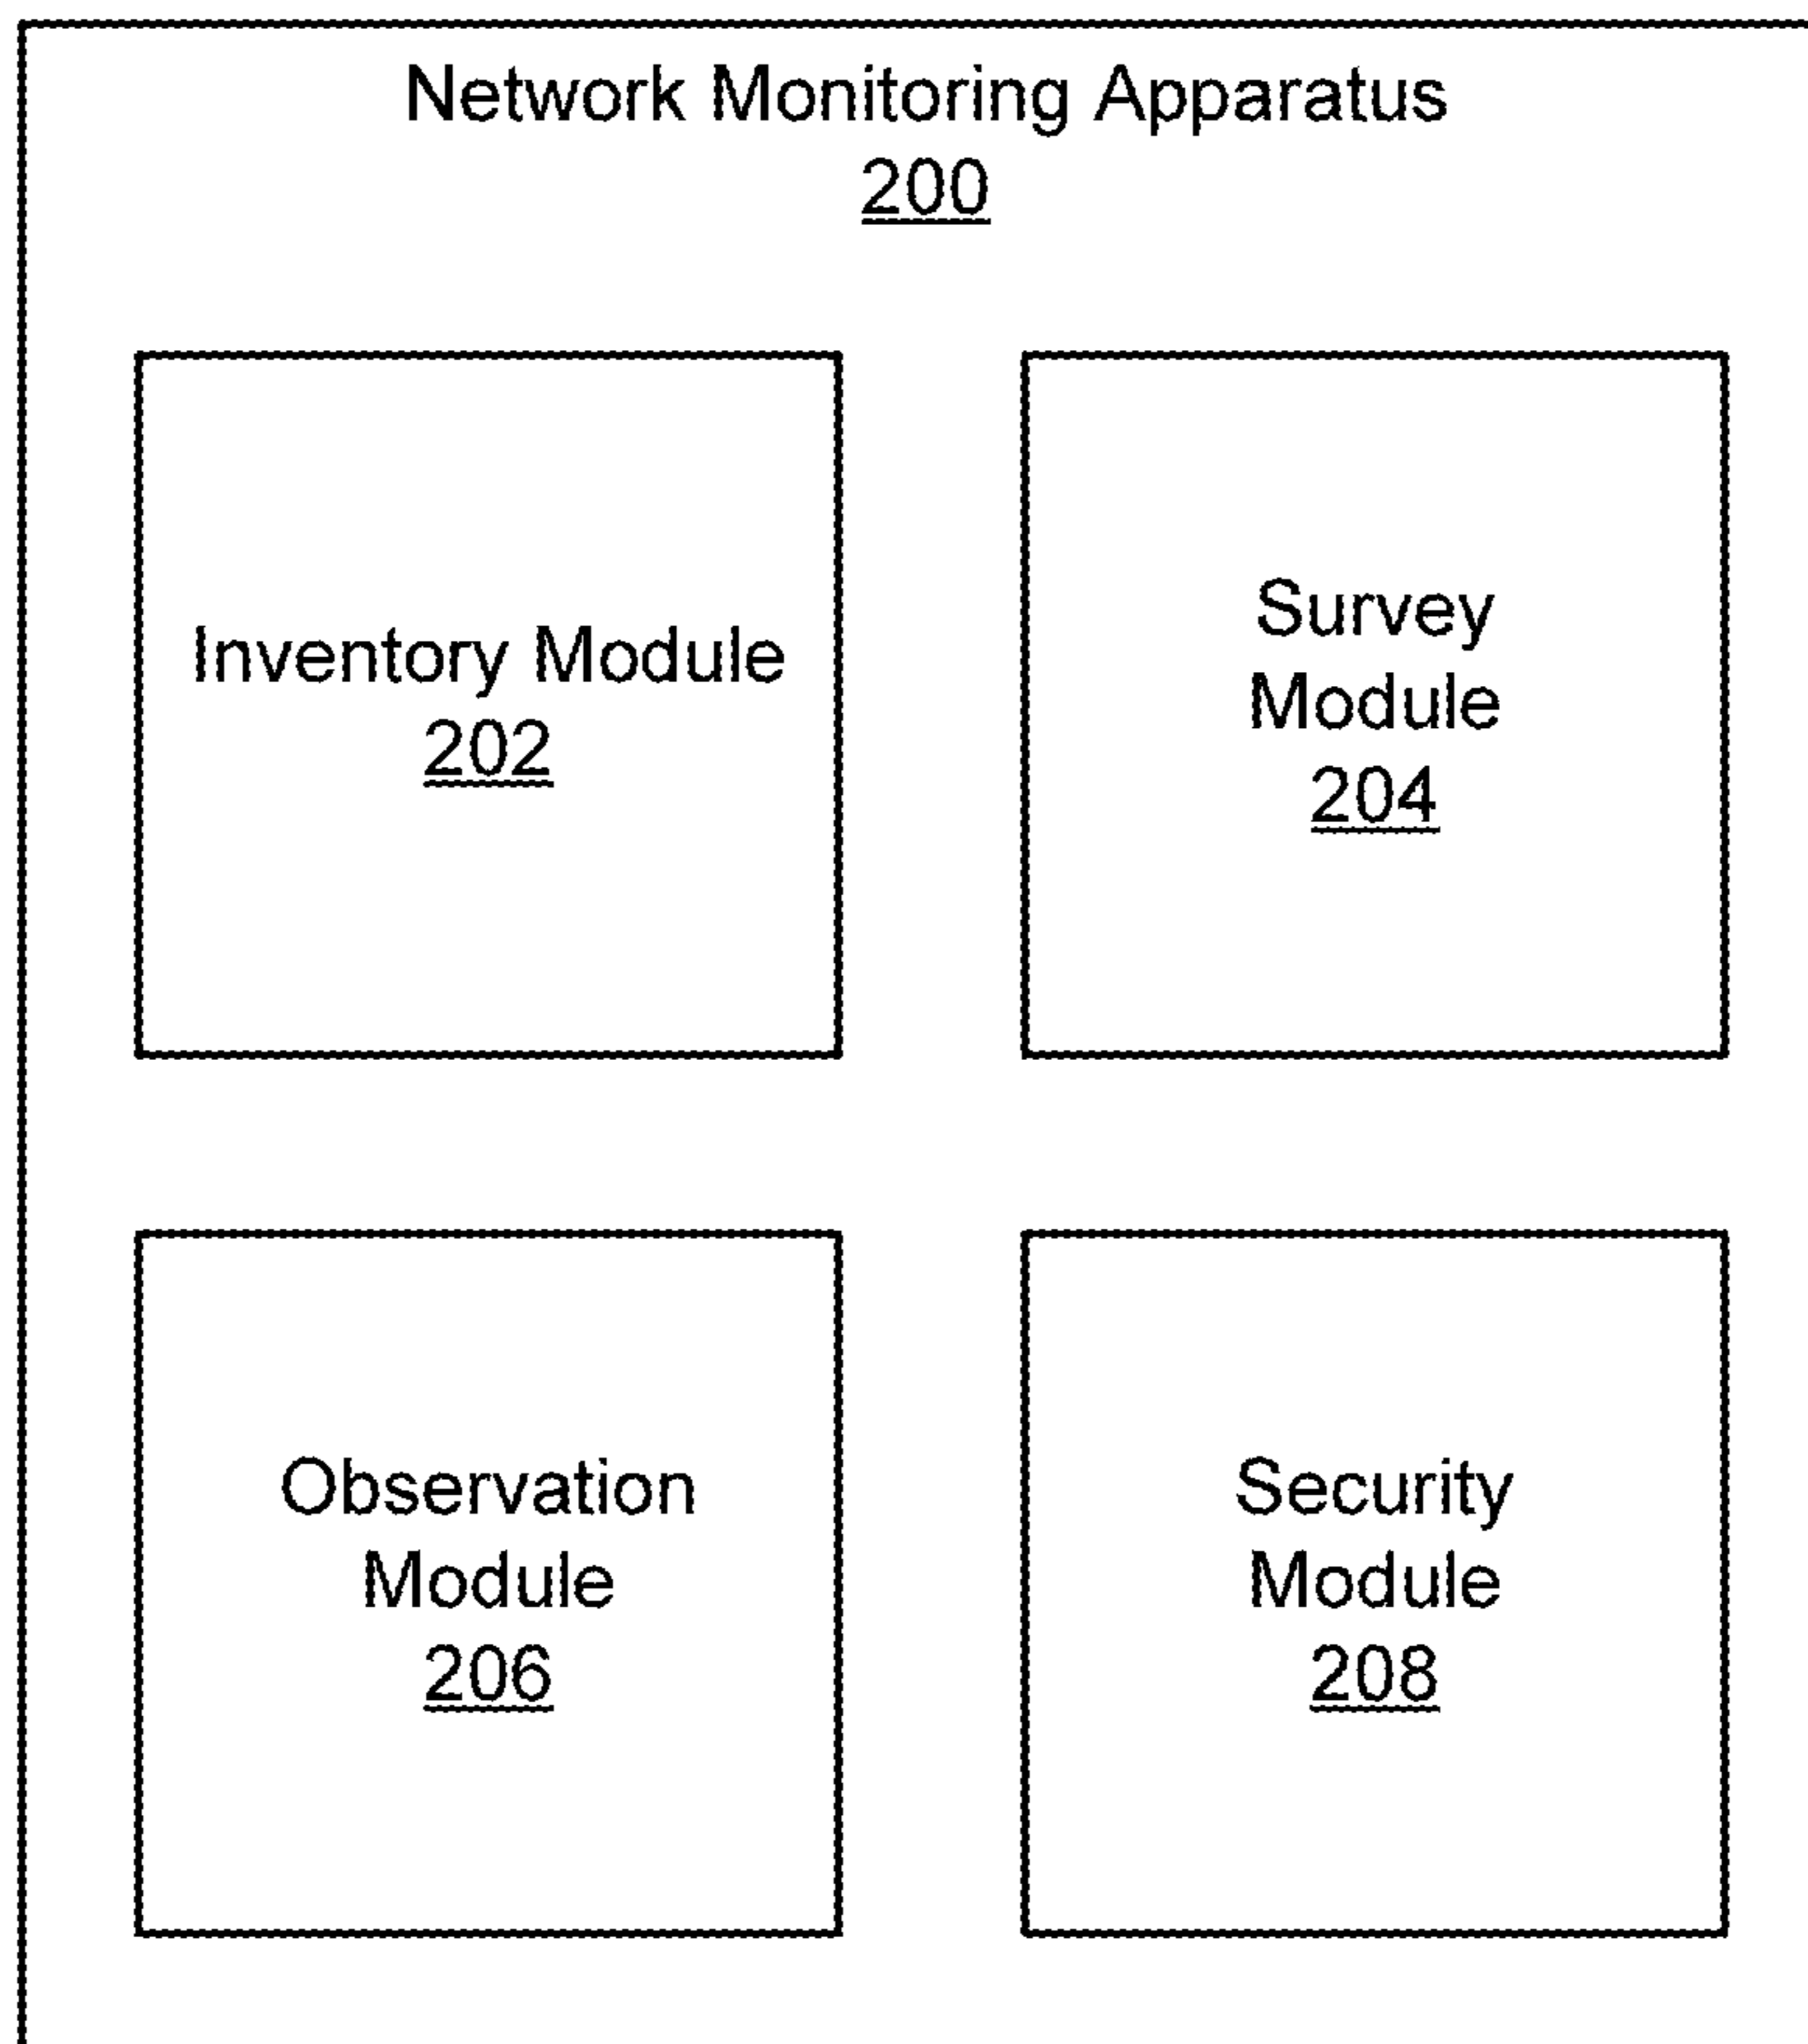 Network Monitoring Apparatus
200
Inventory Module
202
Survey
Module
204
Observation
Module
206
Security
Module
208